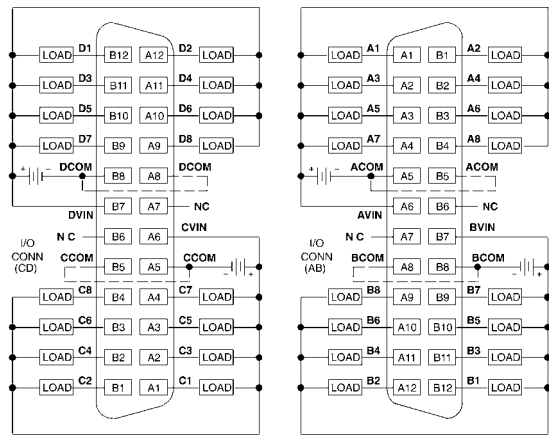 LOAD D1 B12 A12 D2 LOAD
LOAD D3 B11 A11 D4 LOAD
LOAD D5 B10 A10 D6 LOAD
LOAD D7 B9 A9 D8 LOAD
+ - DCOM B8 A8 DCOM
DVIN B7 A7 NC
N C B6 A6 CVIN
I/O
CONN
(CD)
CCOM B5 A5 CCOM - +
LOAD C8 B4 A4 C7 LOAD
LOAD C6 B3 A3 C5 LOAD
LOAD C4 B2 A2 C3 LOAD
LOAD C2 B1 A1 C1 LOAD
LOAD A1 A1 B1 A2 LOAD
LOAD A3 A2 B2 A4 LOAD
LOAD A5 A3 B3 A6 LOAD
LOAD A7 A4 B4 A8 LOAD
+ - ACOM A5 B5 ACOM
AVIN A6 B6 NC
N C A7 B7 BVIN
I/O
CONN
(AB)
BCOM A8 B8 BCOM - +
LOAD B8 A9 B9 B7 LOAD
LOAD B6 A10 B10 B5 LOAD
LOAD B4 A11 B11 B3 LOAD
LOAD B2 A12 B12 B1 LOAD